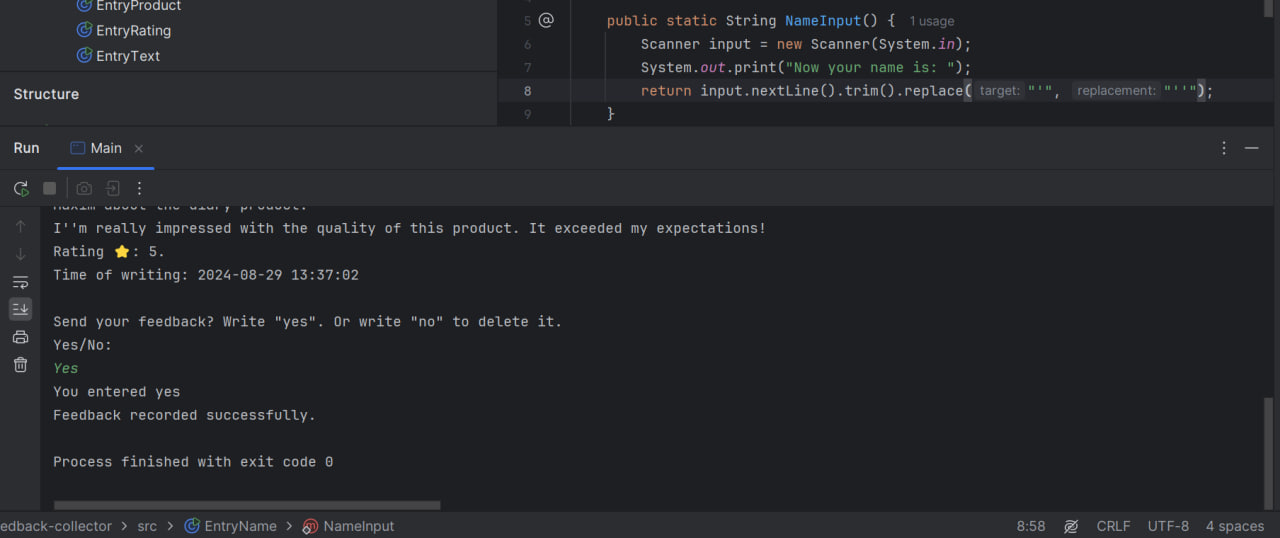 EntryProduct
EntryRating
EntryText
Structure
5 @ public static String NameInput() { 1 usage
6 Scanner input = new Scanner(System.in);
7 System.out.print("Now your name is: ");
8 return input.nextLine().trim().replace( target: "'", replacement: "''");
9 }
Run Main
I''m really impressed with the quality of this product. It exceeded my expectations!
Rating ⭐: 5.
Time of writing: 2024-08-29 13:37:02
Send your feedback? Write "yes". Or write "no" to delete it.
Yes/No:
Yes
You entered yes
Feedback recorded successfully.
Process finished with exit code 0
edback-collector > src > EntryName > NameInput 8:58 CRLF UTF-8 4 spaces